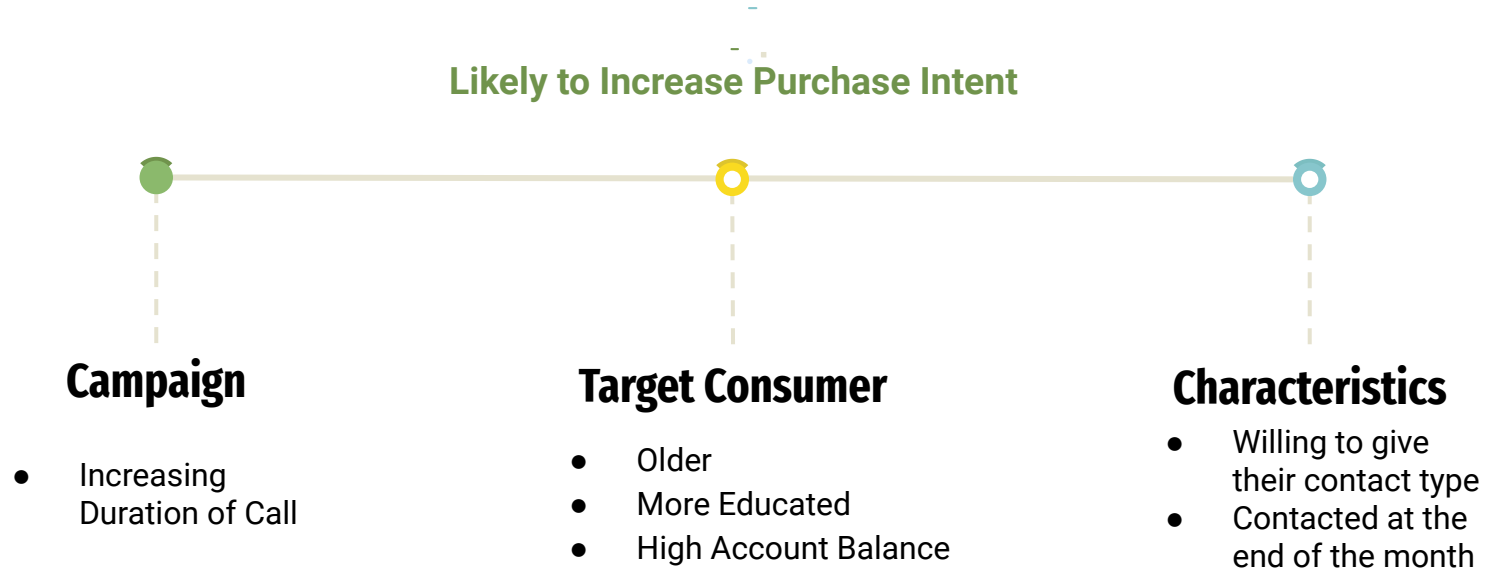 Likely to Increase Purchase Intent
Campaign
● Increasing
Duration of Call
Target Consumer
● Older
● More Educated
● High Account Balance
Characteristics
● Willing to give
their contact type
● Contacted at the
end of the month